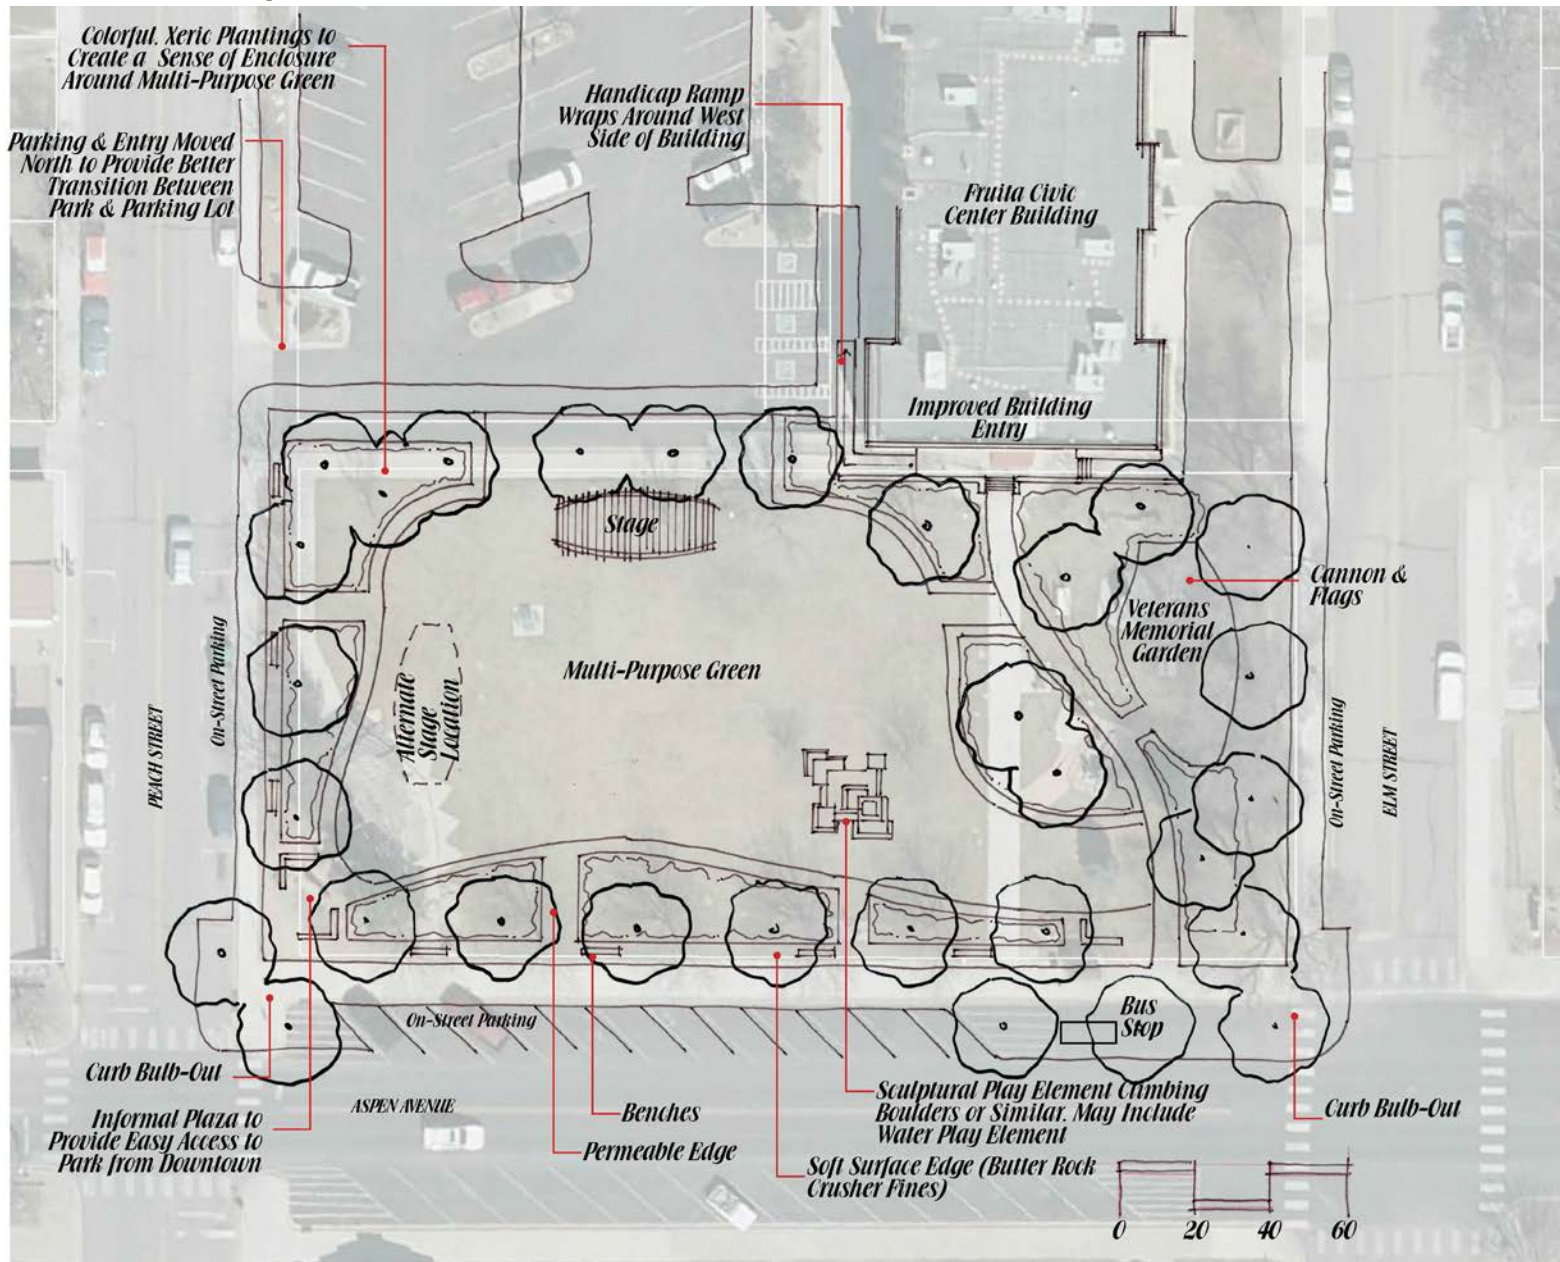 Colorful, Xeric Plantings to
Create a Sense of Enclosure
Around Multi-Purpose Green
Parking & Entry Moved
North to Provide Better
Transition Between
Park & Parking Lot
Handicap Ramp
Wraps Around West
Side of Building
Fruita Civic
Center Building
Improved Building
Entry
Stage
Cannon &
Flags
Veterans
Memorial
Garden
Multi-Purpose Green
Alternate
Stage
Location
On-Street Parking
PEACH STREET
On-Street Parking
ELM STREET
On-Street Parking
Bus
Stop
Curb Bulb-Out
ASPEN AVENUE
Informal Plaza to
Provide Easy Access to
Park from Downtown
Benches
Permeable Edge
Sculptural Play Element Climbing
Boulders or Similar. May Include
Water Play Element
Soft Surface Edge (Butter Rock
Crusher Fines)
Curb Bulb-Out
0 20 40 60